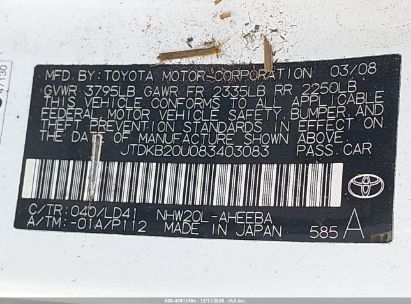 47130
MFD. BY: TOYOTA MOTOR CORPORATION 03/08
GVWR 3795LB GAWR FR 2335LB RR 2250LB
THIS VEHICLE CONFORMS TO ALL APPLICABLE
FEDERAL MOTOR VEHICLE SAFETY, BUMPER, AND
THEFT PREVENTION STANDARDS IN EFFECT ON
THE DATE OF MANUFACTURE SHOWN ABOVE.
JTDKB20U083403083 PASS CAR
C/TR: 040/LD41 NHW20L-AHEEBA
A/TM: -01A/P112 MADE IN JAPAN 585 A